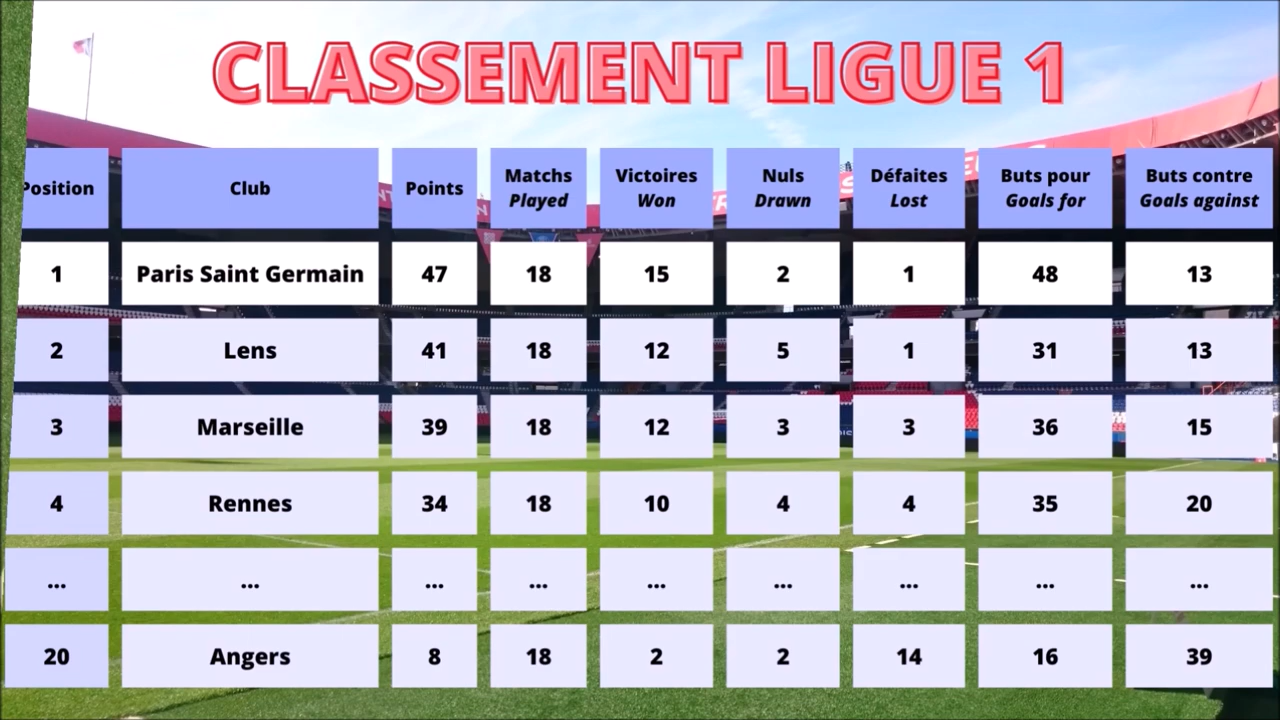 CLASSEMENT LIGUE 1
Position Club Points Matchs Played Victoires Won Nuls Drawn Défaites Lost Buts pour Goals for Buts contre Goals against
1 Paris Saint Germain 47 18 15 2 1 48 13
2 Lens 41 18 12 5 1 31 13
3 Marseille 39 18 12 3 3 36 15
4 Rennes 34 18 10 4 4 35 20
... ... ... ... ... ... ... ... ...
20 Angers 8 18 2 2 14 16 39